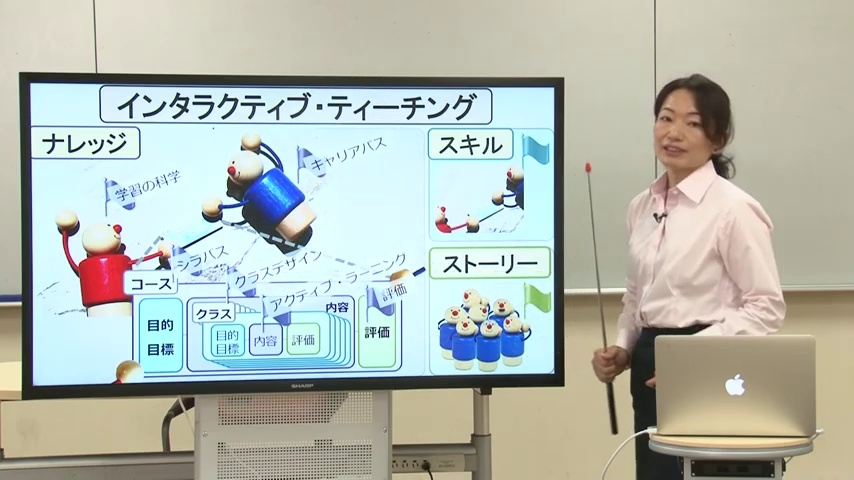 インタラクティブ・ティーチング
ナレッジ
スキル
学習の科学
キャリアパス
シラバス
クラスデザイン
アクティブ・ラーニング
評価
ストーリー
コース
目的
目標
クラス
内容
目的
目標
内容
評価
評価
SHARP